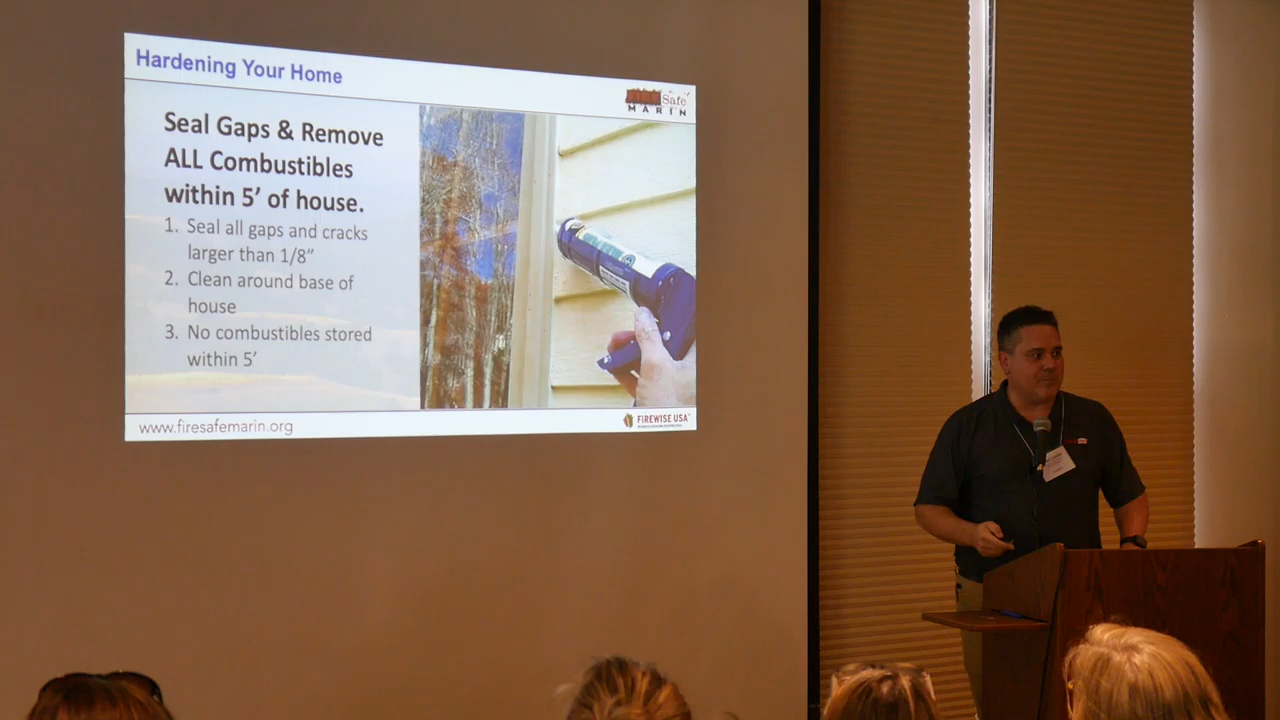 Hardening Your Home
FIRE Safe
MARIN
Seal Gaps & Remove
ALL Combustibles
within 5' of house.
1. Seal all gaps and cracks
larger than 1/8"
2. Clean around base of
house
3. No combustibles stored
within 5'
www.firesafemarin.org
FIREWISE USA